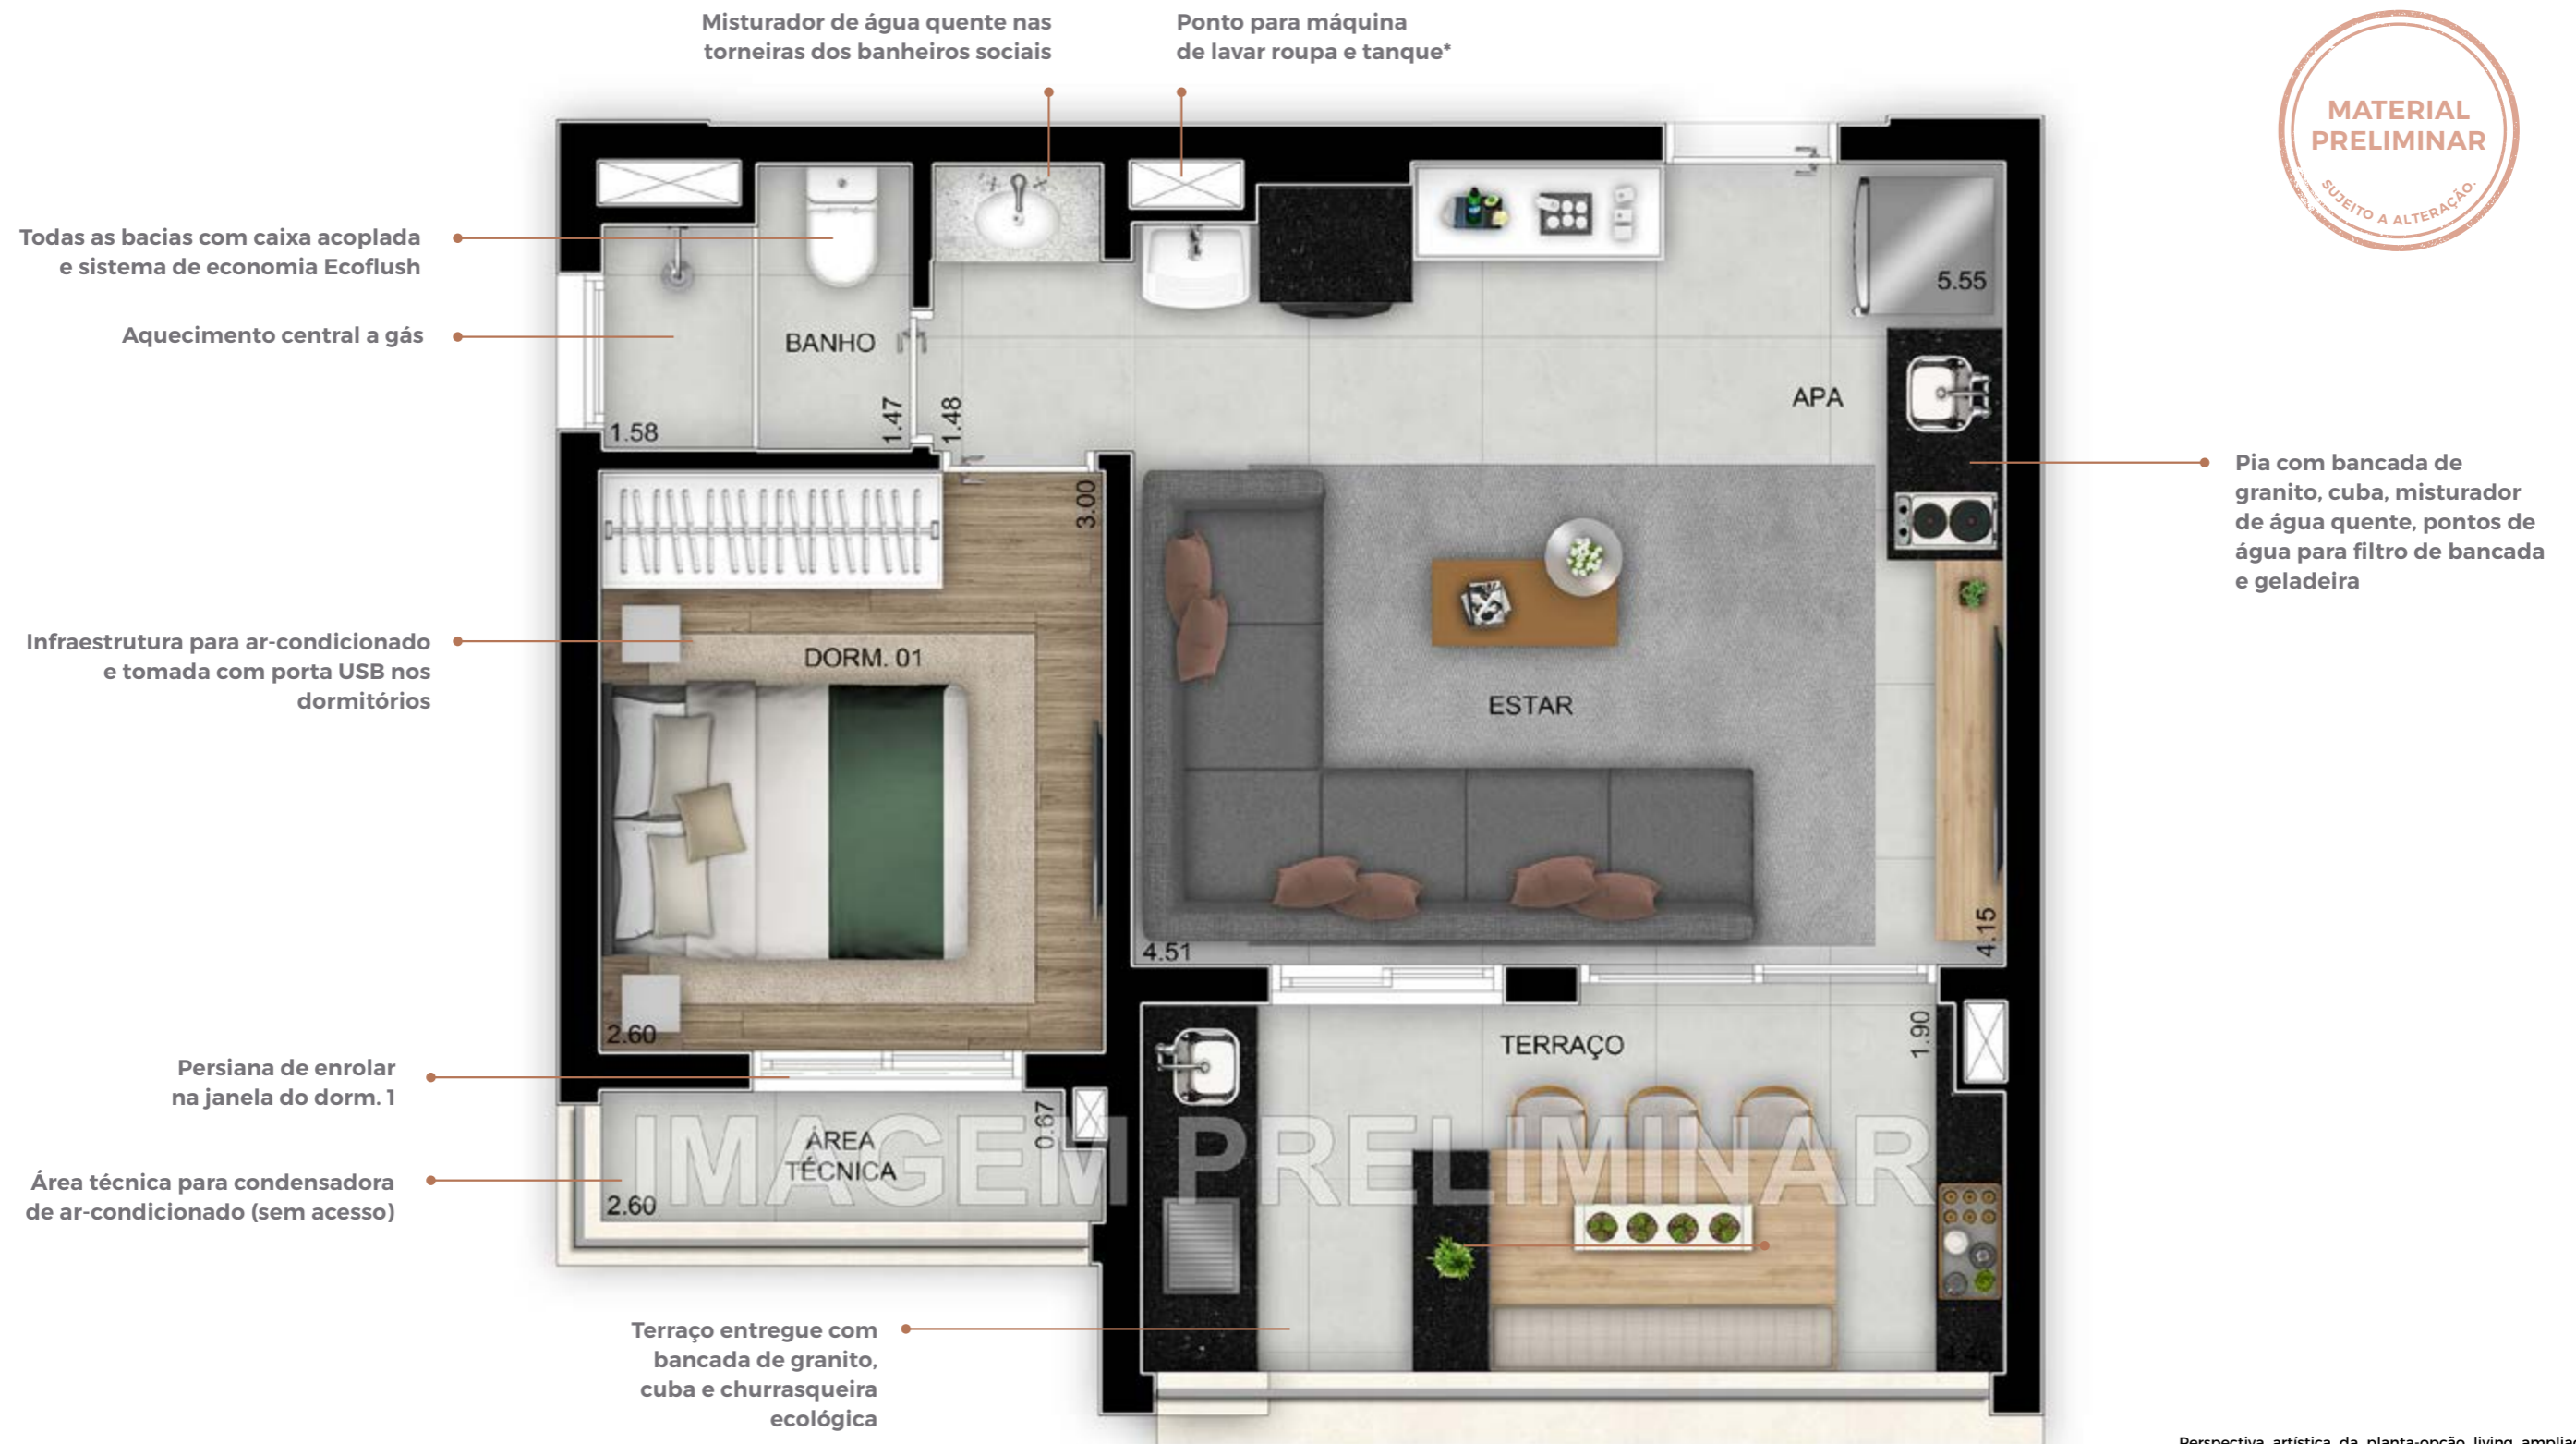 Misturador de água quente nas
torneiras dos banheiros sociais
Ponto para máquina
de lavar roupa e tanque*
MATERIAL
PRELIMINAR
SUJEITO A ALTERAÇÃO.
Todas as bacias com caixa acoplada
e sistema de economia Ecoflush
Aquecimento central a gás
BANHO
1.58
1.47
1.48
5.55
APA
Pia com bancada de
granito, cuba, misturador
de água quente, pontos de
água para filtro de bancada
e geladeira
3.00
Infraestrutura para ar-condicionado
e tomada com porta USB nos
dormitórios
DORM. 01
2.60
ESTAR
4.51
4.15
Persiana de enrolar
na janela do dorm. 1
TERRAÇO
1.90
ÁREA
TÉCNICA
0.67
2.60
IMAGEM PRELIMINAR
Área técnica para condensadora
de ar-condicionado (sem acesso)
Terraço entregue com
bancada de granito,
cuba e churrasqueira
ecológica
Perspectiva artística da planta-opção living